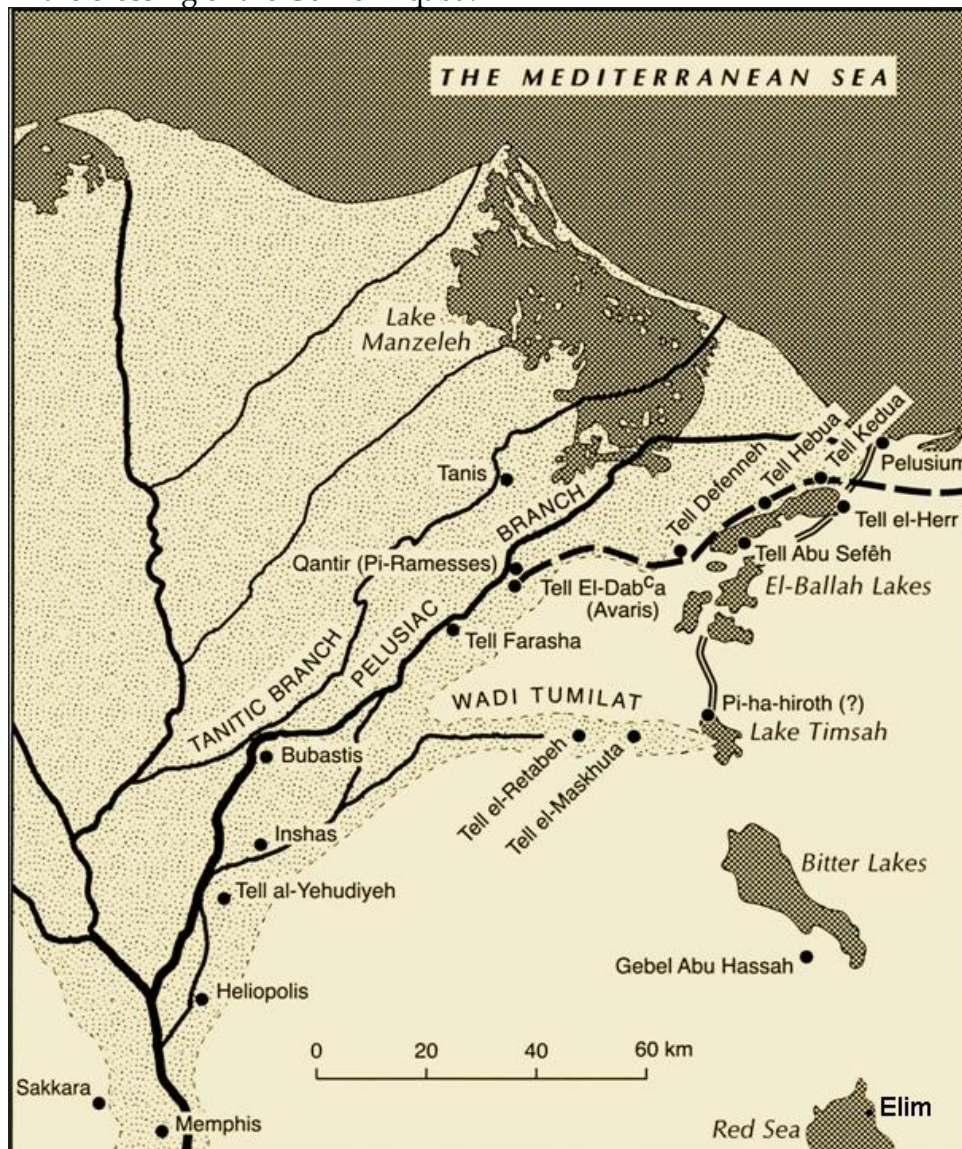 THE MEDITERRANEAN SEA
Lake
Manzeleh
Tell Defenneh
Tell Hebua
Tell Kedua
Pelusium
Tanis
BRANCH
Tell el-Herr
Tell Abu Sefêh
Qantir (Pi-Ramesses)
Tell El-Dabᶜa
(Avaris)
El-Ballah Lakes
PELUSIAC
Tell Farasha
TANITIC BRANCH
WADI TUMILAT
Pi-ha-hiroth (?)
Lake Timsah
Bubastis
Tell el-Retabeh
Tell el-Maskhuta
Inshas
Bitter Lakes
Tell al-Yehudiyeh
Gebel Abu Hassah
Heliopolis
0 20 40 60 km
Sakkara
Memphis
Elim
Red Sea